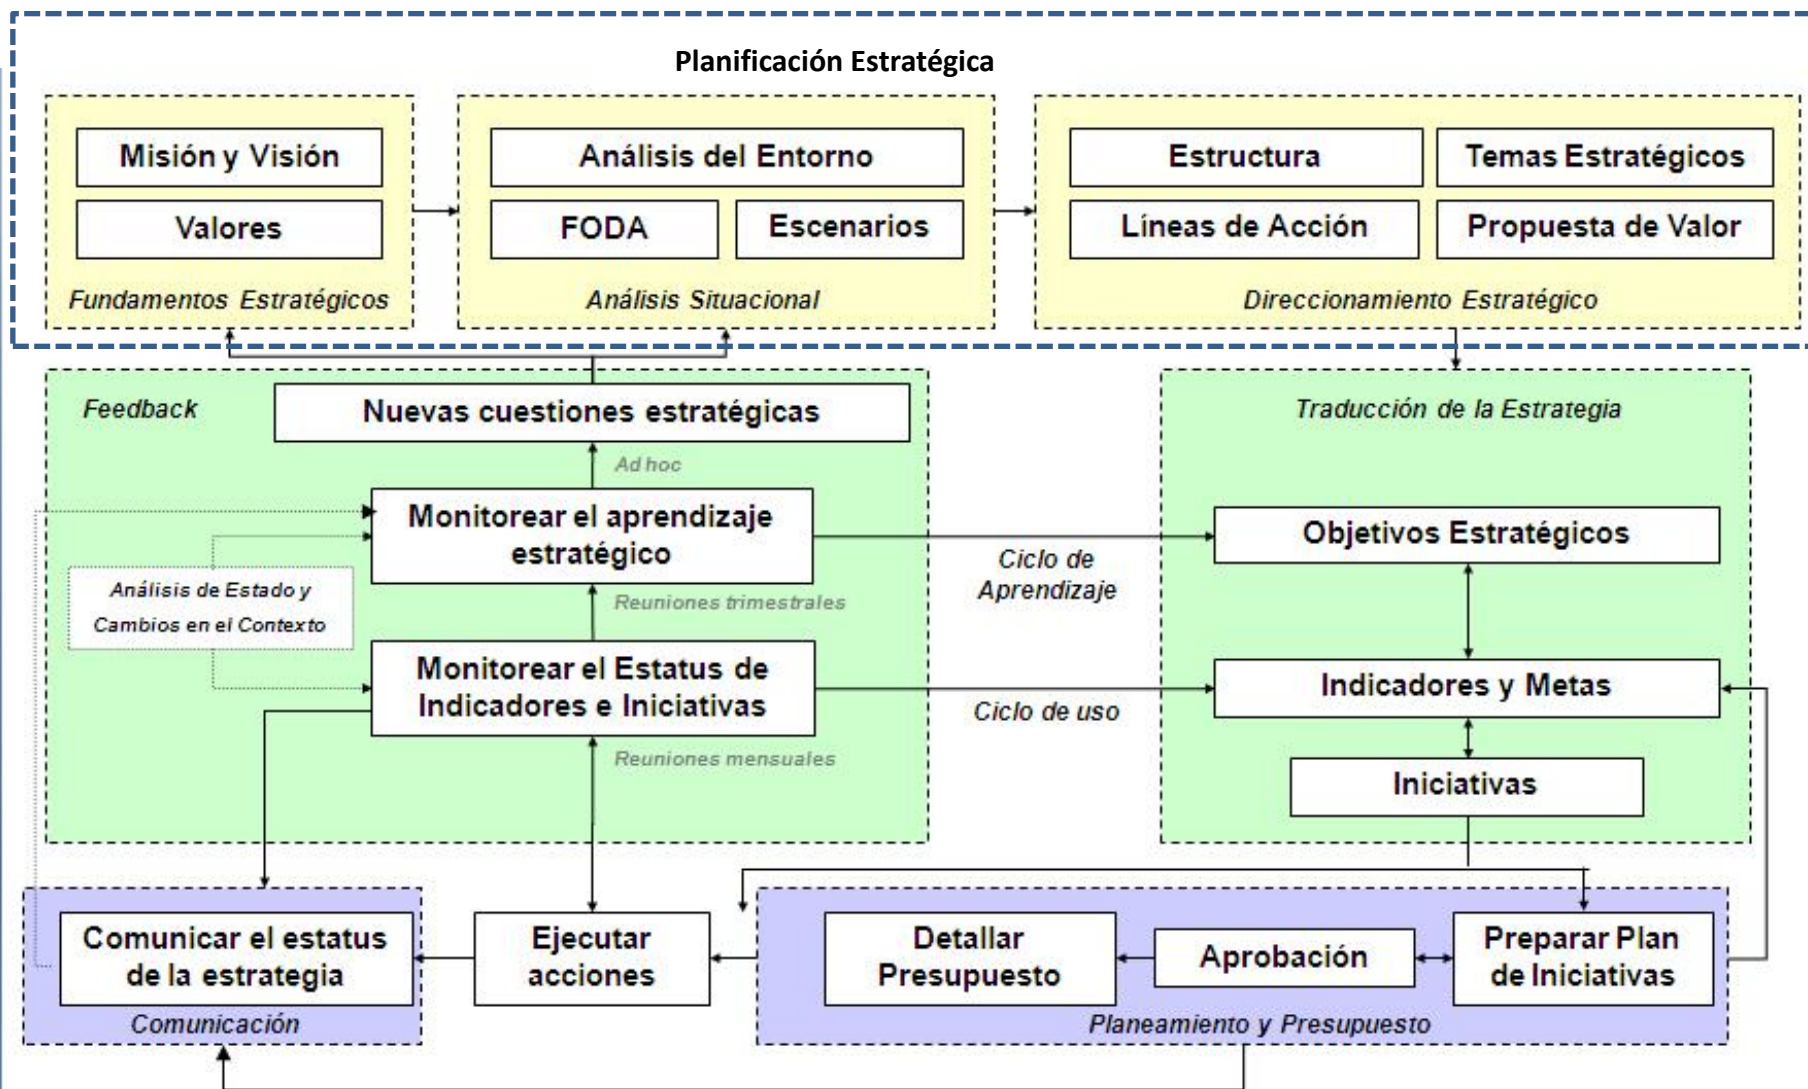 Planificación Estratégica
Misión y Visión
Valores
Fundamentos Estratégicos
Análisis del Entorno
FODA
Escenarios
Análisis Situacional
Estructura
Temas Estratégicos
Líneas de Acción
Propuesta de Valor
Direccionamiento Estratégico
Feedback
Nuevas cuestiones estratégicas
Ad hoc
Monitorear el aprendizaje
estratégico
Análisis de Estado y
Cambios en el Contexto
Reuniones trimestrales
Monitorear el Estatus de
Indicadores e Iniciativas
Reuniones mensuales
Ciclo de
Aprendizaje
Ciclo de uso
Traducción de la Estrategia
Objetivos Estratégicos
Indicadores y Metas
Iniciativas
Comunicar el estatus
de la estrategia
Comunicación
Ejecutar
acciones
Detallar
Presupuesto
Aprobación
Preparar Plan
de Iniciativas
Planeamiento y Presupuesto